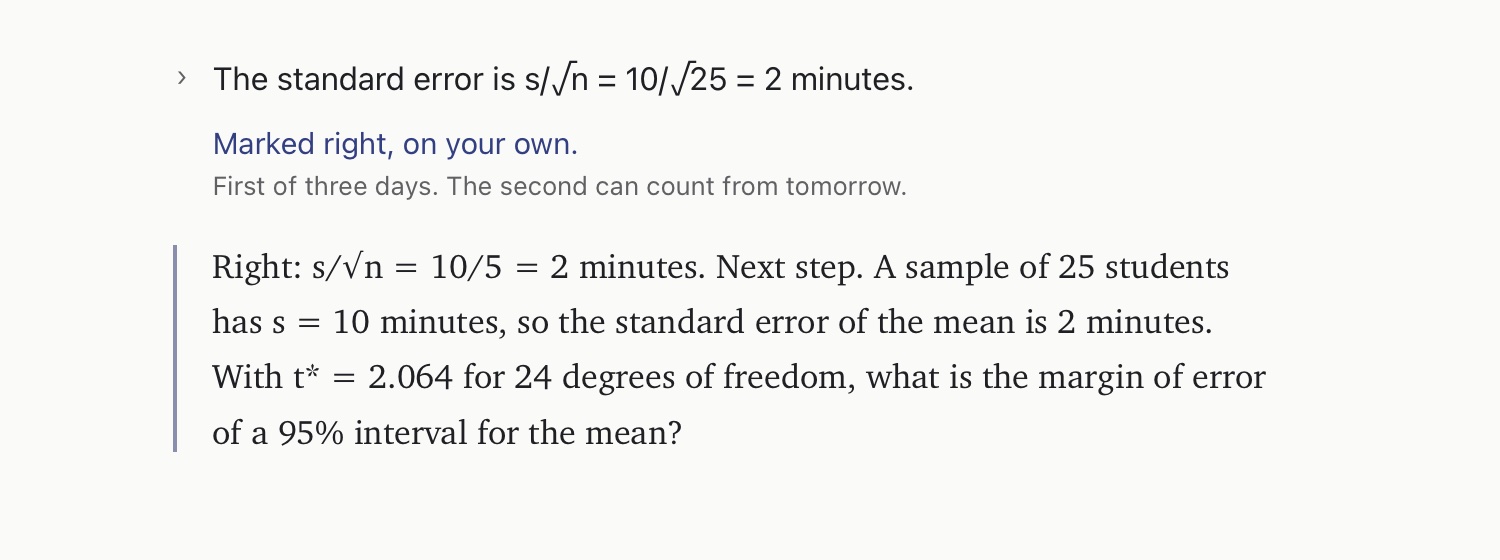 › The standard error is s/√n = 10/√25 = 2 minutes.
Marked right, on your own.
First of three days. The second can count from tomorrow.
Right: s/√n = 10/5 = 2 minutes. Next step. A sample of 25 students
has s = 10 minutes, so the standard error of the mean is 2 minutes.
With t* = 2.064 for 24 degrees of freedom, what is the margin of error
of a 95% interval for the mean?